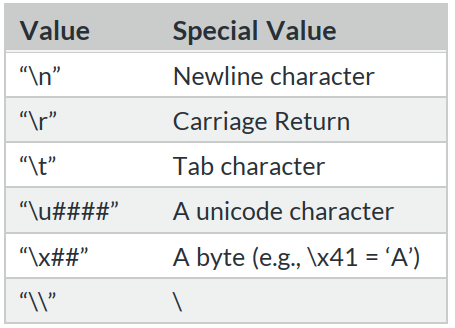 Value Special Value
“\n” Newline character
“\r” Carriage Return
“\t” Tab character
“\u####” A unicode character
“\x##” A byte (e.g., \x41 = ‘A’)
“\\” \